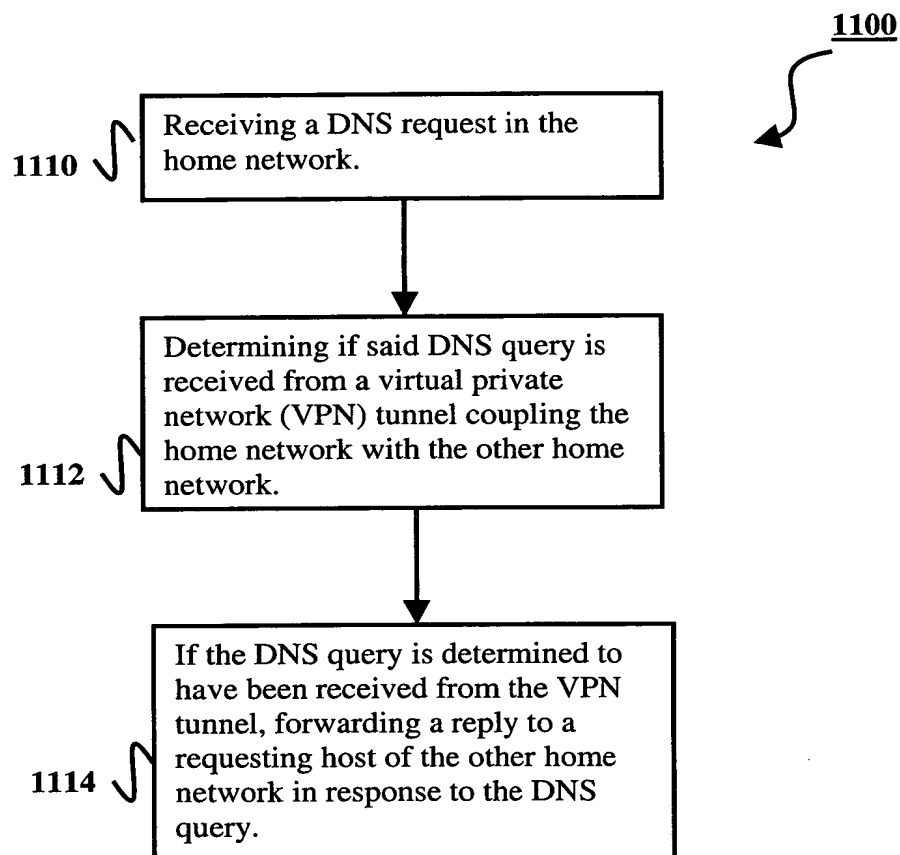 1100
Receiving a DNS request in the
home network.
1110
Determining if said DNS query is
received from a virtual private
network (VPN) tunnel coupling the
home network with the other home
network.
1112
If the DNS query is determined to
have been received from the VPN
tunnel, forwarding a reply to a
requesting host of the other home
network in response to the DNS
query.
1114